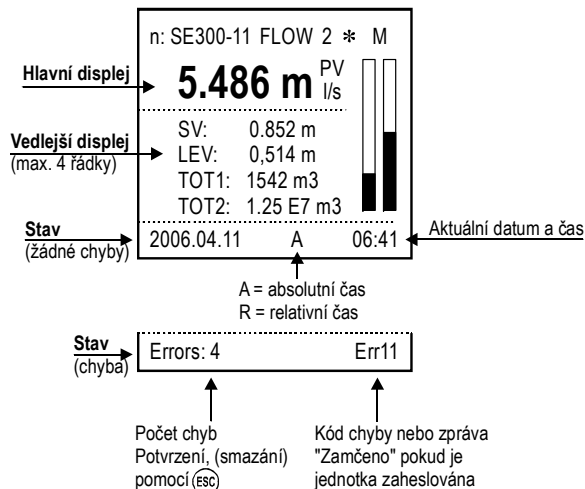 n: SE300-11 FLOW 2 * M
Hlavní displej
5.486 m PV
l/s
Vedlejší displej
(max. 4 řádky)
SV: 0.852 m
LEV: 0,514 m
TOT1: 1542 m3
TOT2: 1.25 E7 m3
Stav
(žádné chyby)
2006.04.11 A 06:41
Aktuální datum a čas
A = absolutní čas
R = relativní čas
Stav
(chyba)
Errors: 4 Err11
Počet chyb
Potvrzení, (smazání)
pomocí ESC
Kód chyby nebo zpráva
"Zamčeno" pokud je
jednotka zaheslována